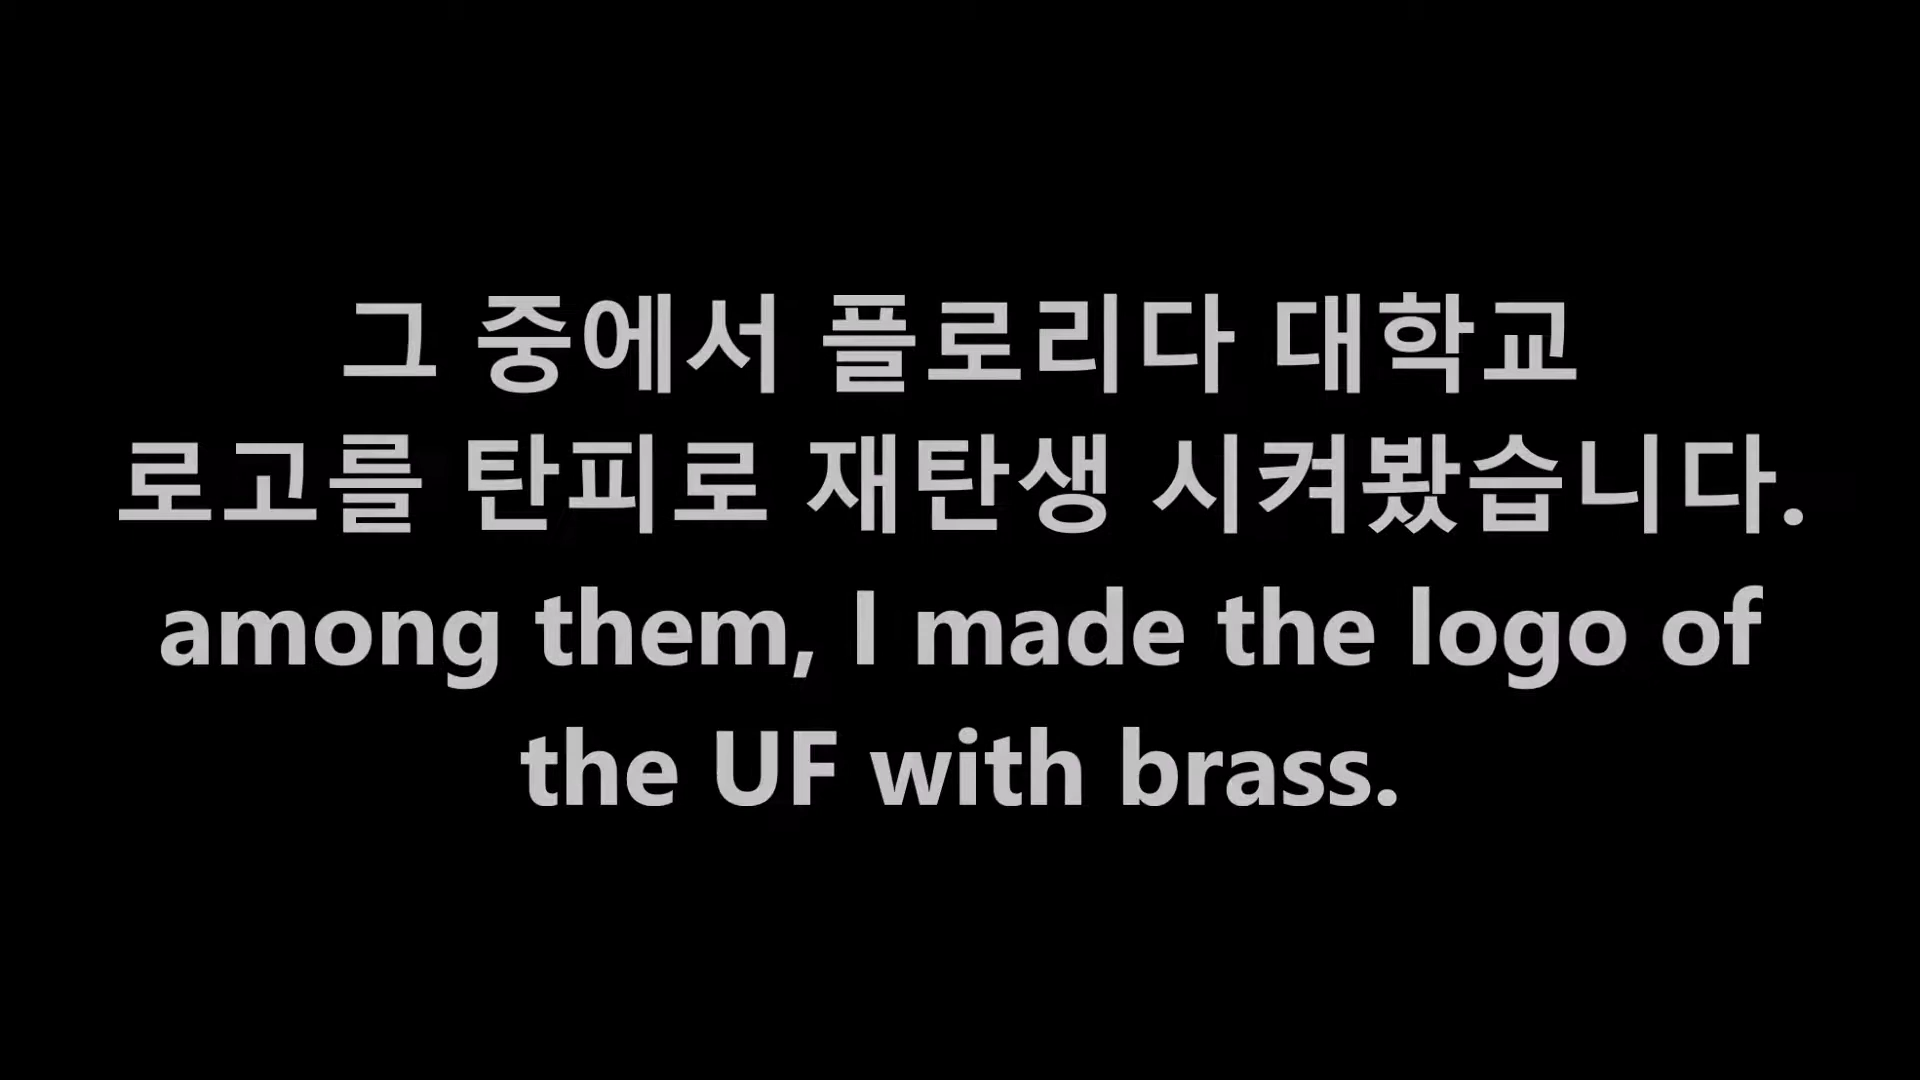 그 중에서 플로리다 대학교
로고를 탄피로 재탄생 시켜봤습니다.
among them, I made the logo of
the UF with brass.